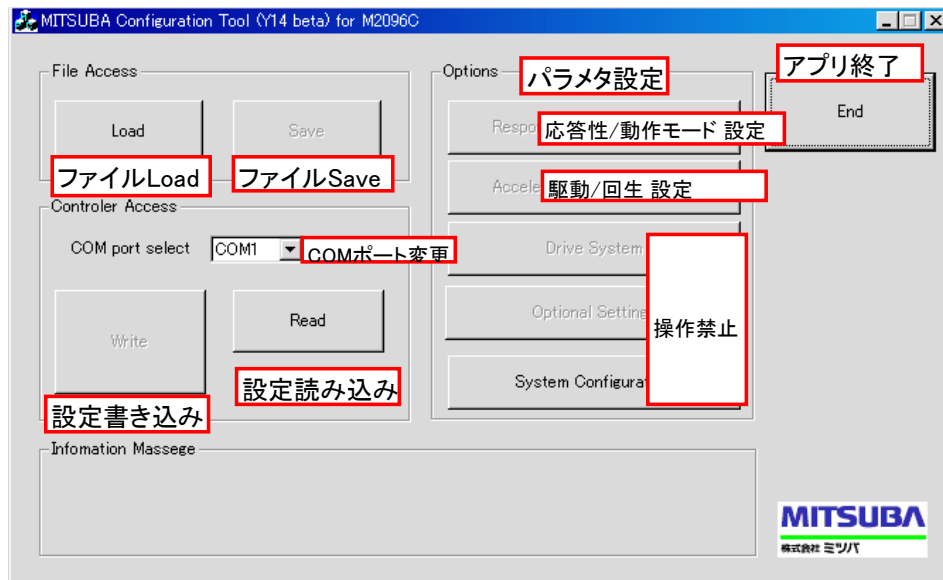 MITSUBA Configuration Tool (Y14 beta) for M2096C
File Access
Load
Save
ファイルLoad
ファイルSave
Controler Access
COM port select
COM1
COMポート変更
Write
Read
設定書き込み
設定読み込み
Options
パラメタ設定
Respo
応答性/動作モード 設定
Accele
駆動/回生 設定
Drive System
Optional Setting
System Configura
操作禁止
アプリ終了
End
Infomation Massege
MITSUBA
株式会社 ミツバ